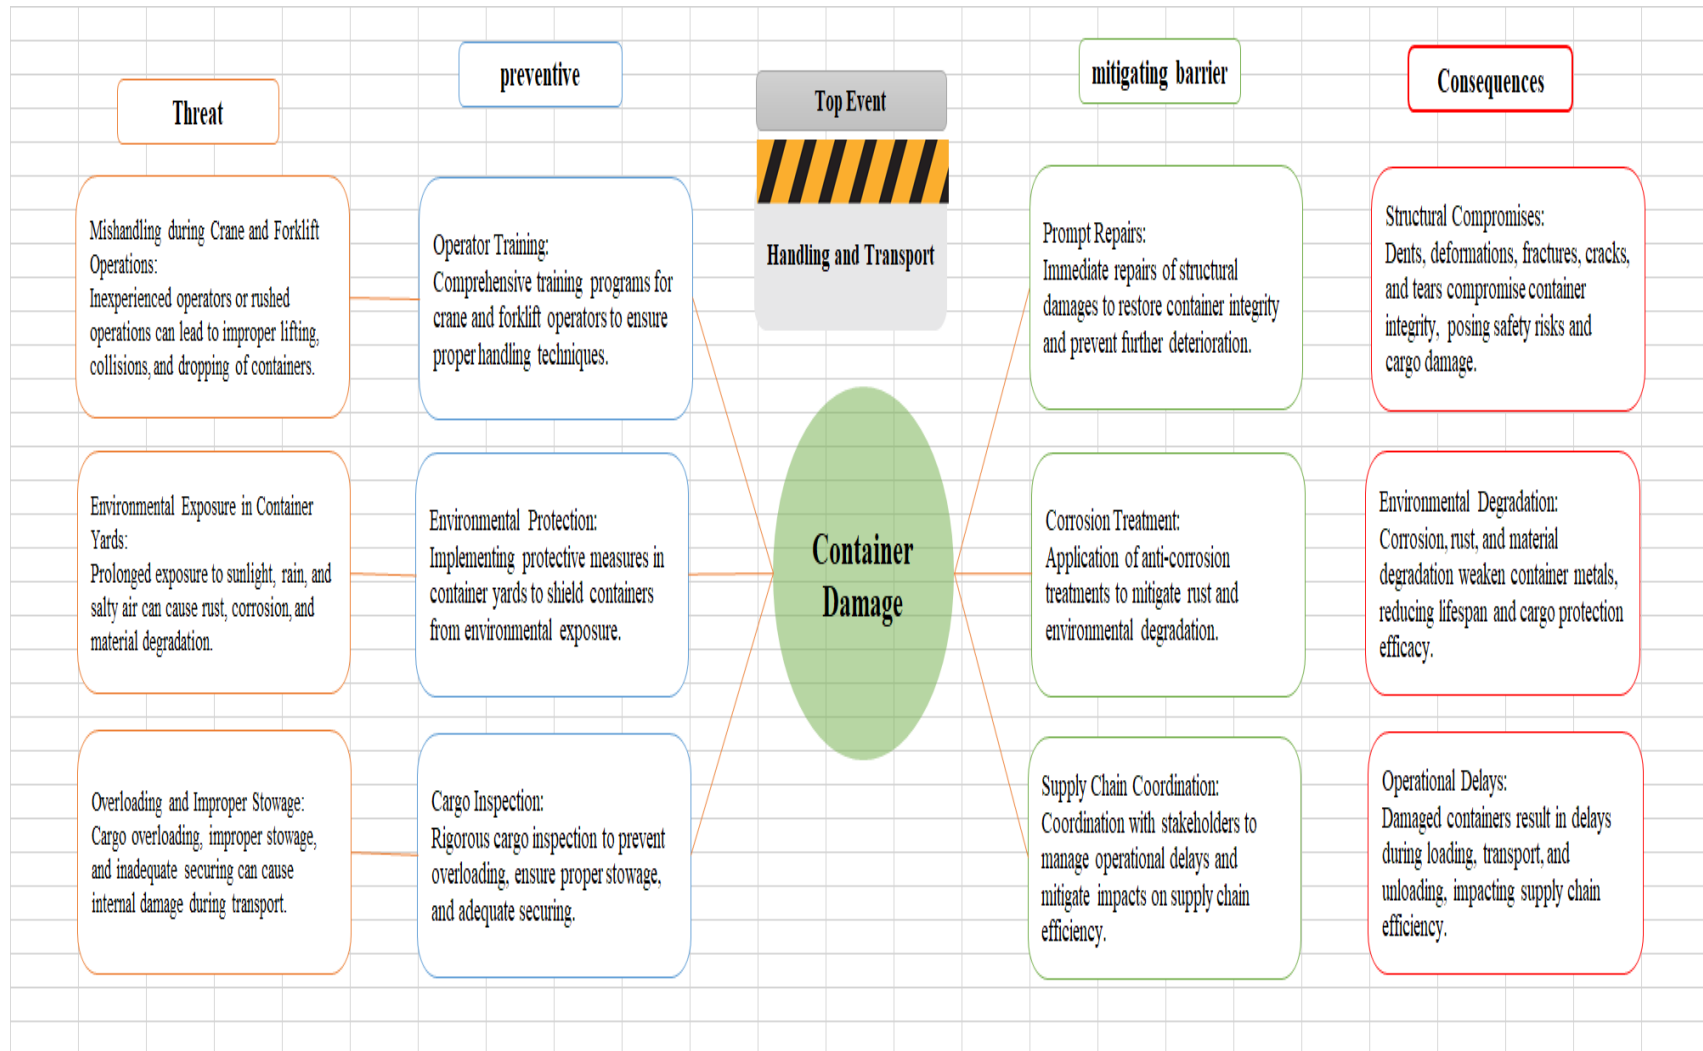 Threat
preventive
Top Event
mitigating barrier
Consequences
Mishandling during Crane and Forklift
Operations:
Inexperienced operators or rushed
operations can lead to improper lifting,
collisions, and dropping of containers.
Operator Training:
Comprehensive training programs for
crane and forklift operators to ensure
proper handling techniques.
Handling and Transport
Prompt Repairs:
Immediate repairs of structural
damages to restore container integrity
and prevent further deterioration.
Structural Compromises:
Dents, deformations, fractures, cracks,
and tears compromise container
integrity, posing safety risks and
cargo damage.
Environmental Exposure in Container
Yards:
Prolonged exposure to sunlight, rain, and
salty air can cause rust, corrosion, and
material degradation.
Environmental Protection:
Implementing protective measures in
container yards to shield containers
from environmental exposure.
Container
Damage
Corrosion Treatment:
Application of anti-corrosion
treatments to mitigate rust and
environmental degradation.
Environmental Degradation:
Corrosion, rust, and material
degradation weaken container metals,
reducing lifespan and cargo protection
efficacy.
Overloading and Improper Stowage:
Cargo overloading, improper stowage,
and inadequate securing can cause
internal damage during transport.
Cargo Inspection:
Rigorous cargo inspection to prevent
overloading, ensure proper stowage,
and adequate securing.
Supply Chain Coordination:
Coordination with stakeholders to
manage operational delays and
mitigate impacts on supply chain
efficiency.
Operational Delays:
Damaged containers result in delays
during loading, transport, and
unloading, impacting supply chain
efficiency.